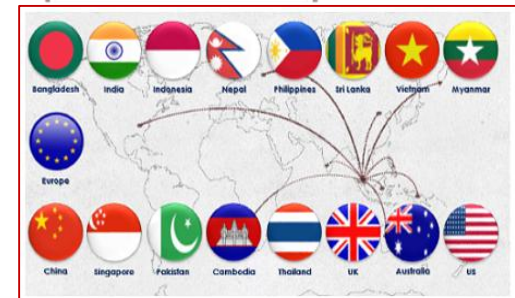 Bangladesh India Indonesia Nepal Philippines Sri Lanka Vietnam Myanmar
Europe
China Singapore Pakistan Cambodia Thailand UK Australia US